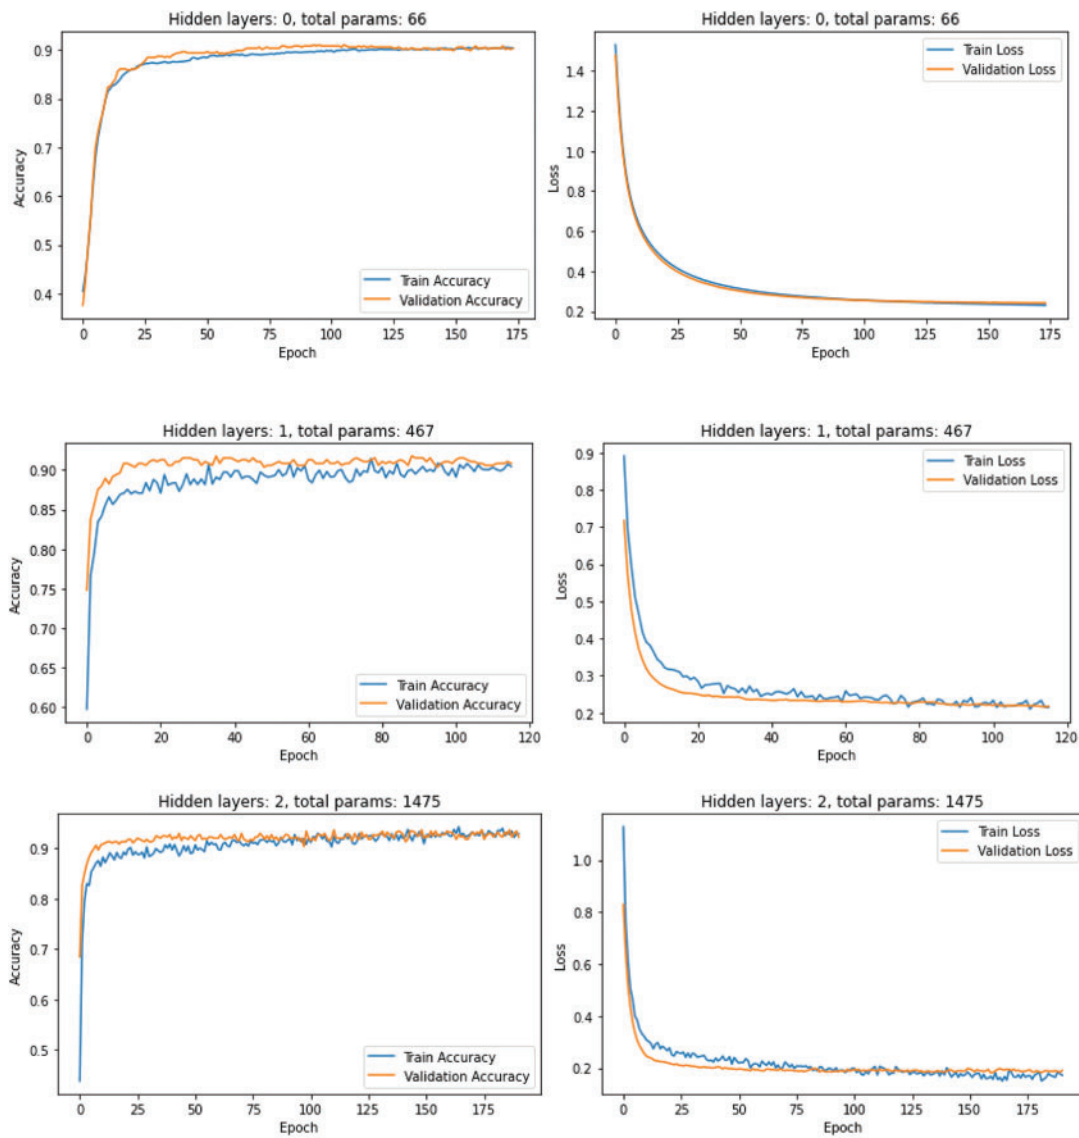 Hidden layers: 0, total params: 66
Accuracy
0.9
0.8
0.7
0.6
0.5
0.4
Train Accuracy
Validation Accuracy
0 25 50 75 100 125 150 175
Epoch
Hidden layers: 0, total params: 66
Loss
1.4
1.2
1.0
0.8
0.6
0.4
0.2
Train Loss
Validation Loss
0 25 50 75 100 125 150 175
Epoch
Hidden layers: 1, total params: 467
Accuracy
0.90
0.85
0.80
0.75
0.70
0.65
0.60
Train Accuracy
Validation Accuracy
0 20 40 60 80 100 120
Epoch
Hidden layers: 1, total params: 467
Loss
0.9
0.8
0.7
0.6
0.5
0.4
0.3
0.2
Train Loss
Validation Loss
0 20 40 60 80 100 120
Epoch
Hidden layers: 2, total params: 1475
Accuracy
0.9
0.8
0.7
0.6
0.5
Train Accuracy
Validation Accuracy
0 25 50 75 100 125 150 175
Epoch
Hidden layers: 2, total params: 1475
Loss
1.0
0.8
0.6
0.4
0.2
Train Loss
Validation Loss
0 25 50 75 100 125 150 175
Epoch